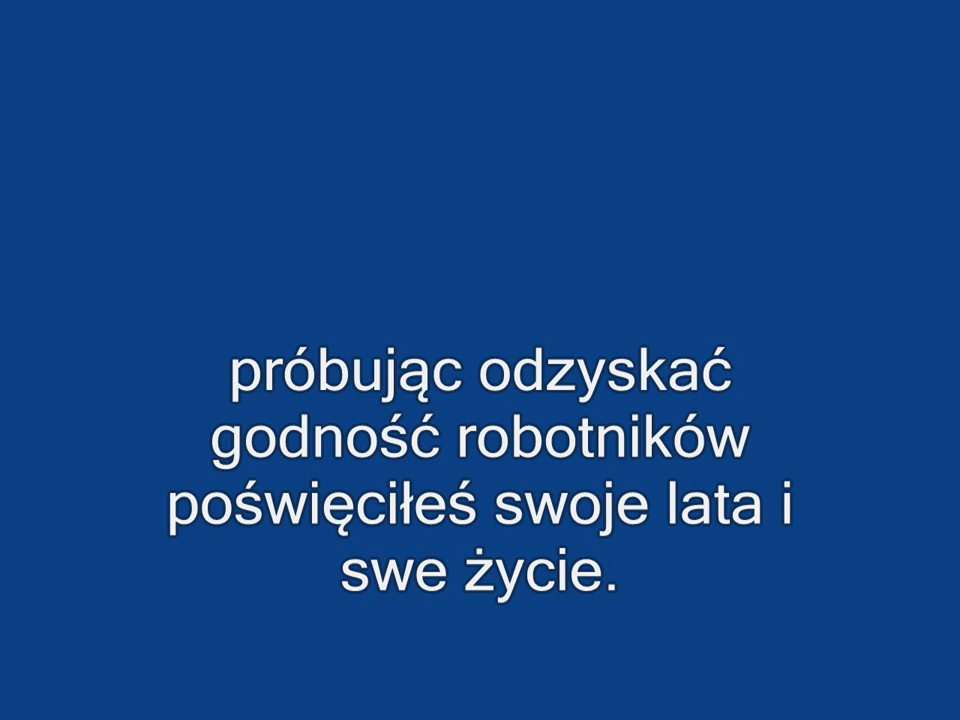 próbując odzyskać
godność robotników
poświęciłeś swoje lata i
swe życie.